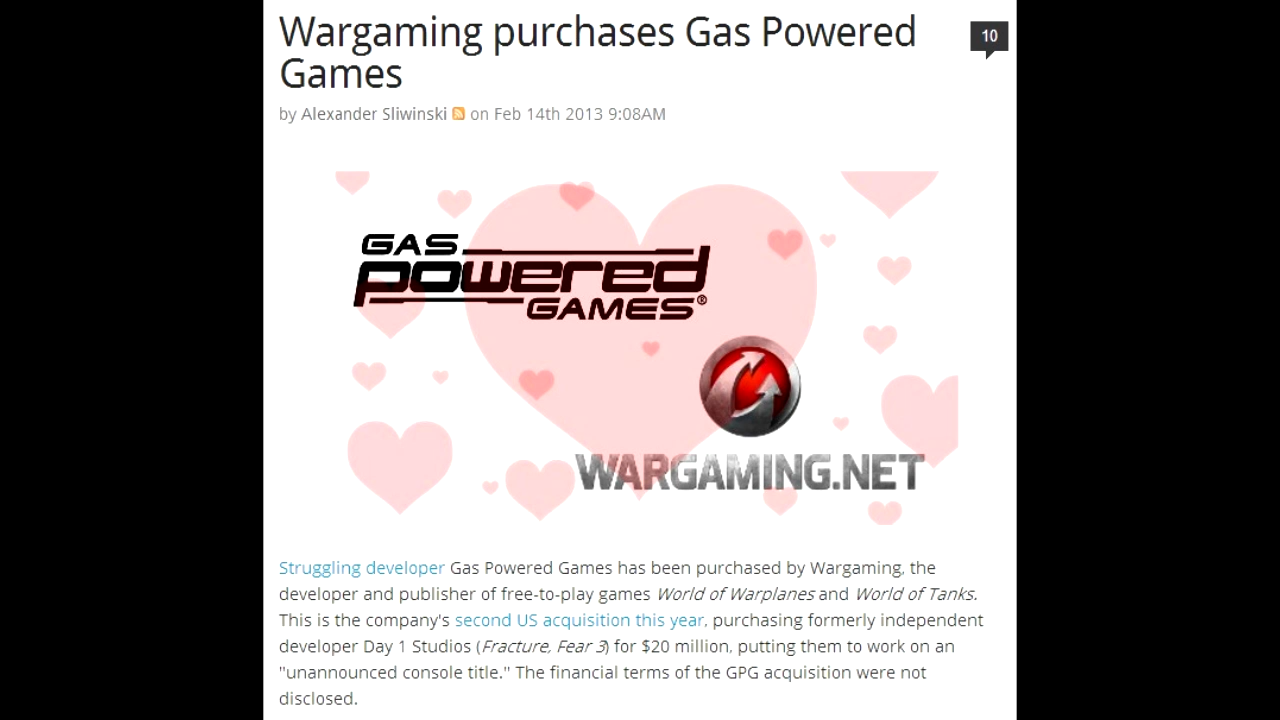 Wargaming purchases Gas Powered
Games
10
by Alexander Sliwinski on Feb 14th 2013 9:08AM
GAS
powered
GAMES®
WARGAMING.NET
Struggling developer Gas Powered Games has been purchased by Wargaming, the
developer and publisher of free-to-play games World of Warplanes and World of Tanks.
This is the company's second US acquisition this year, purchasing formerly independent
developer Day 1 Studios (Fracture, Fear 3) for $20 million, putting them to work on an
"unannounced console title." The financial terms of the GPG acquisition were not
disclosed.